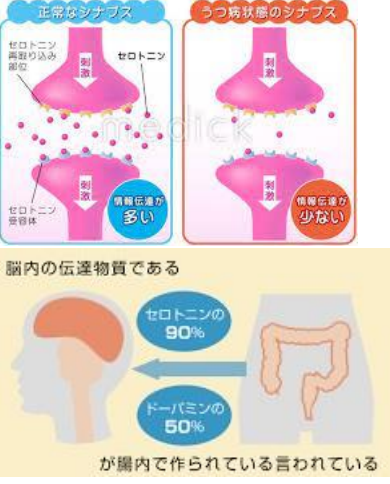 正常なシナプス
うつ病状態のシナプス
セロトニン
再取り込み
部位
セロトニン
刺激
刺激
medick
刺激
刺激
セロトニン
受容体
情報伝達が
多い
情報伝達が
少ない
脳内の伝達物質である
セロトニンの
90%
ドーパミンの
50%
が腸内で作られている言われている